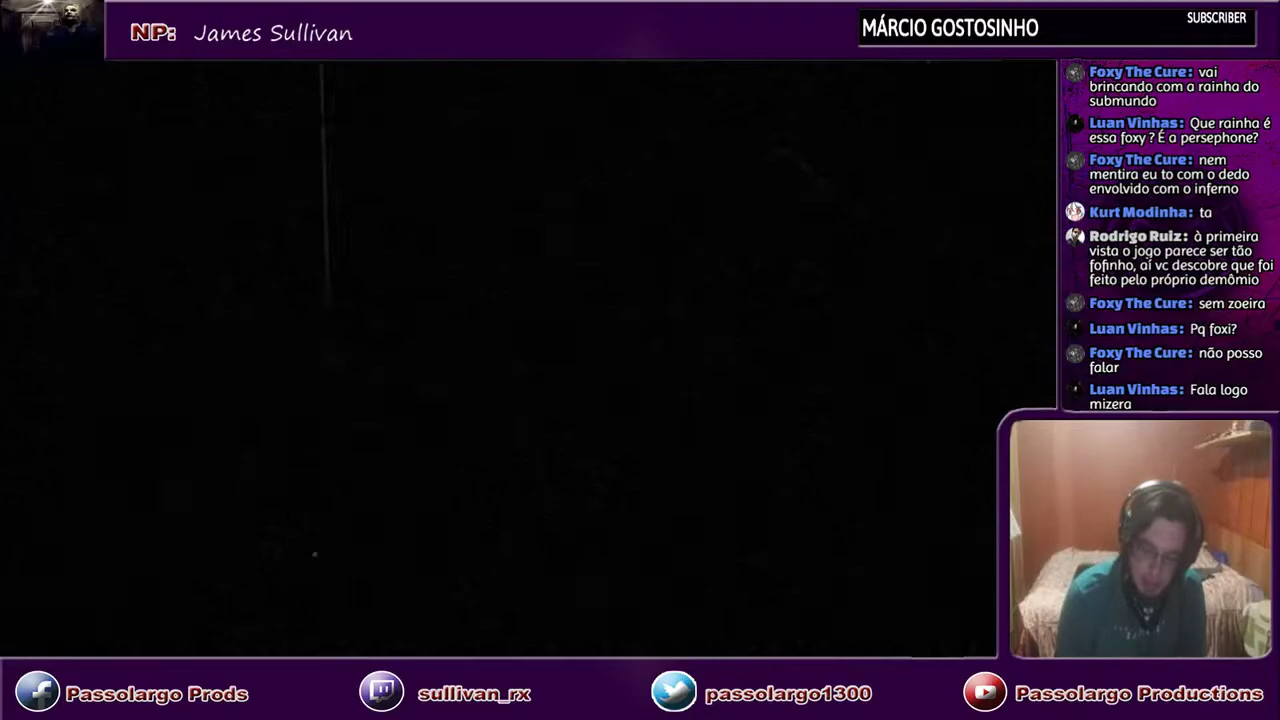 NP: James Sullivan
MÁRCIO GOSTOSINHO
SUBSCRIBER
Foxy The Cure: vai
brincando com a rainha do
submundo
Luan Vinhas: Que rainha é
essa foxy ? É a persephone?
Foxy The Cure: nem
mentira eu to com o dedo
envolvido com o inferno
Kurt Modinha: ta
Rodrigo Ruiz: à primeira
vista o jogo parece ser tão
fofinho, aí vc descobre que foi
feito pelo próprio demômio
Foxy The Cure: sem zoeira
Luan Vinhas: Pq foxi?
Foxy The Cure: não posso
falar
Luan Vinhas: Fala logo
mizera
Passolargo Prods
sullivan_rx
passolargo1300
Passolargo Productions